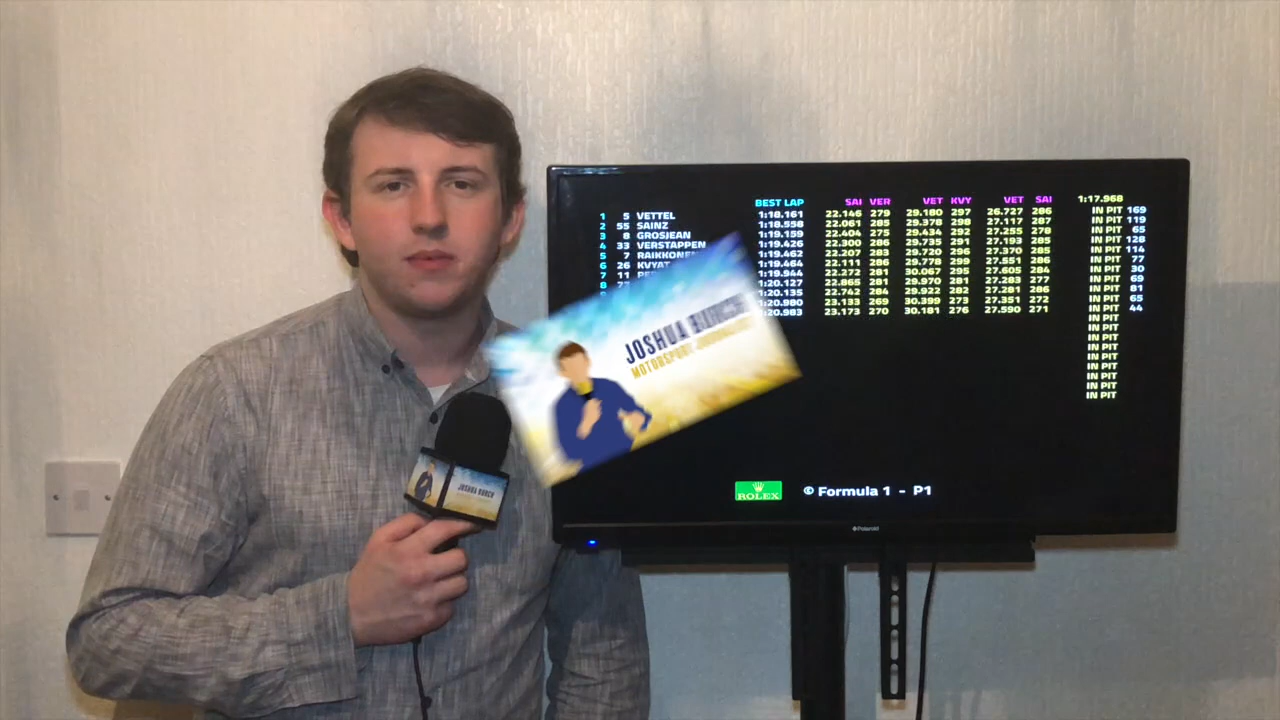 BEST LAP SAI VER VET KVY VET SAI 1:17.968
1 5 VETTEL 1:18.161 22.146 279 29.180 297 26.727 286 IN PIT 169
2 55 SAINZ 1:18.558 22.061 285 29.378 298 27.117 287 IN PIT 119
3 8 GROSJEAN 1:19.159 22.404 275 29.434 292 27.255 278 IN PIT 65
4 33 VERSTAPPEN 1:19.426 22.300 286 29.735 291 27.193 285 IN PIT 128
5 7 RAIKKONEN 1:19.462 22.207 283 29.720 296 27.370 285 IN PIT 114
6 26 KVYAT 1:19.464 22.111 286 29.778 299 27.551 286 IN PIT 77
7 11 1:19.944 22.272 281 30.067 295 27.605 284 IN PIT 30
8 1:20.127 22.865 281 29.970 281 27.283 277 IN PIT 69
1:20.135 22.742 284 29.922 282 27.281 286 IN PIT 81
20.980 23.133 269 30.399 273 27.351 272 IN PIT 65
20.983 23.173 270 30.181 276 27.590 271 IN PIT 44
IN PIT
IN PIT
IN PIT
IN PIT
IN PIT
IN PIT
IN PIT
IN PIT
IN PIT
JOSHUA BURCH
MOTORSPORT JOURNALIST
JOSHUA BURCH
ROLEX © Formula 1 - P1
Polaroid